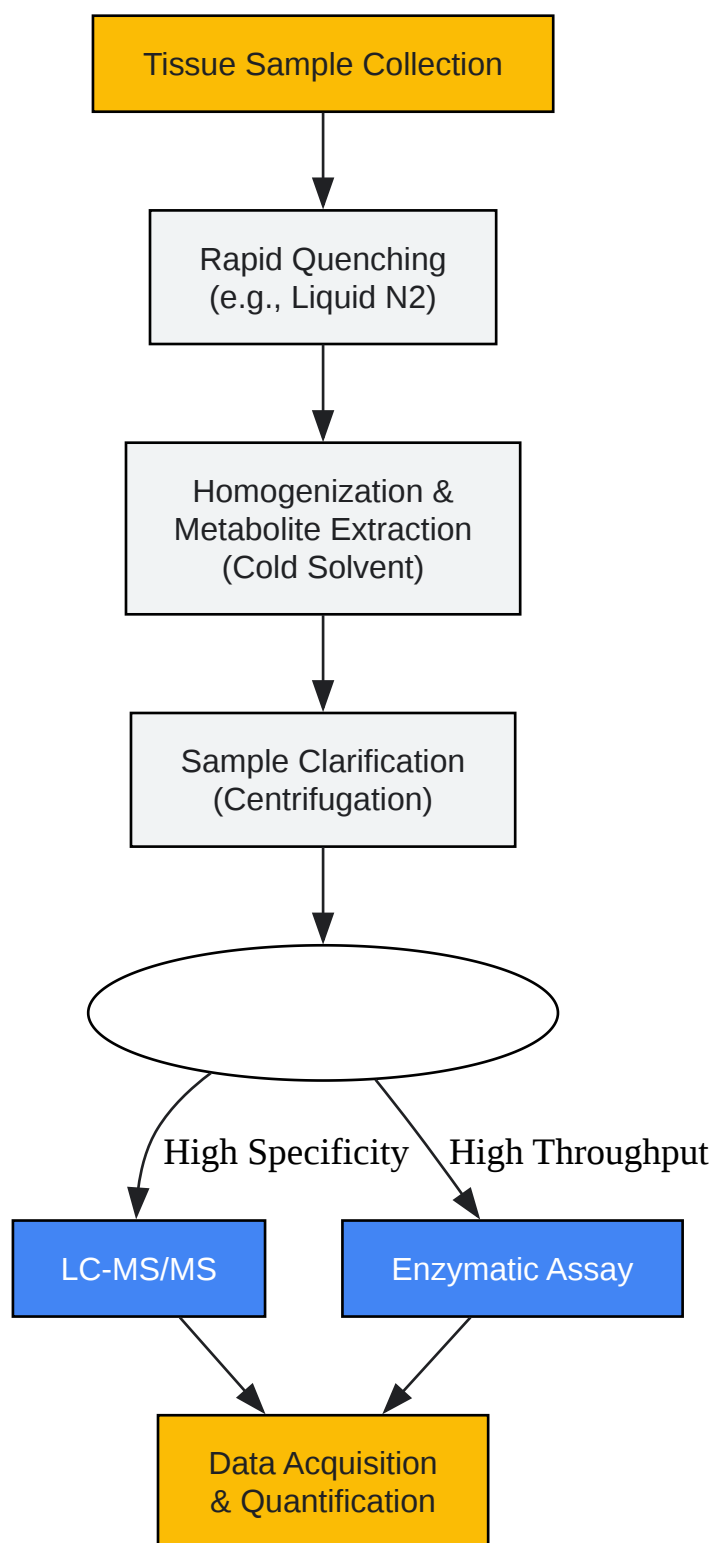 Tissue Sample Collection
Rapid Quenching
(e.g., Liquid N2)
Homogenization &
Metabolite Extraction
(Cold Solvent)
Sample Clarification
(Centrifugation)
High Specificity
High Throughput
LC-MS/MS
Enzymatic Assay
Data Acquisition
& Quantification